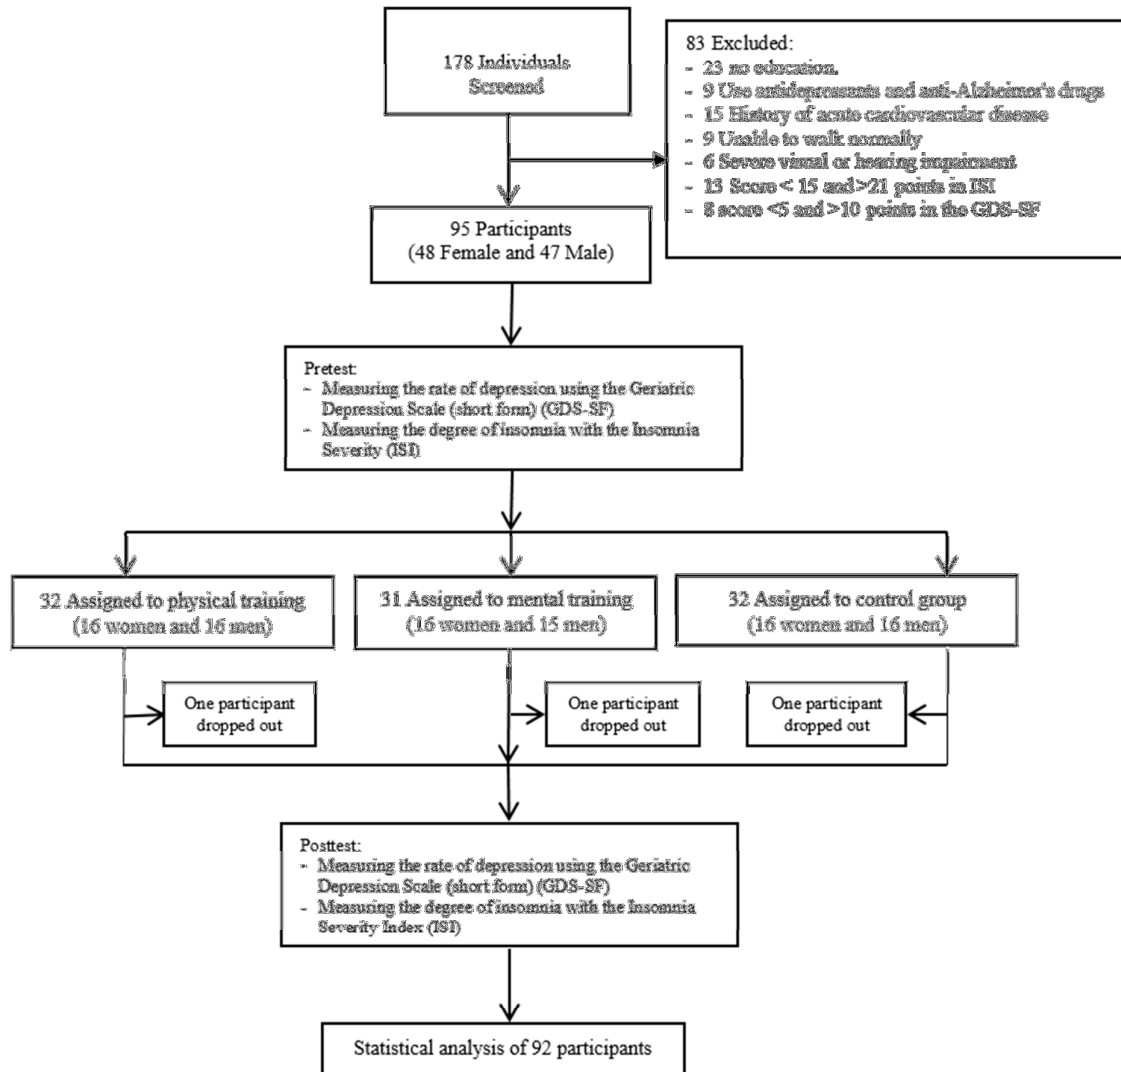 178 Individuals
Screened
83 Excluded:
- 23 no education.
- 9 Use antidepressants and anti-Alzheimer's drugs
- 15 History of acute cardiovascular disease
- 9 Unable to walk normally
- 6 Severe visual or hearing impairment
- 13 Score < 15 and >21 points in ISI
- 8 score <5 and >10 points in the GDS-SF
95 Participants
(48 Female and 47 Male)
Pretest:
- Measuring the rate of depression using the Geriatric
Depression Scale (short form) (GDS-SF)
- Measuring the degree of insomnia with the Insomnia
Severity (ISI)
32 Assigned to physical training
(16 women and 16 men)
31 Assigned to mental training
(16 women and 15 men)
32 Assigned to control group
(16 women and 16 men)
One participant
dropped out
One participant
dropped out
One participant
dropped out
Posttest:
- Measuring the rate of depression using the Geriatric
Depression Scale (short form) (GDS-SF)
- Measuring the degree of insomnia with the Insomnia
Severity Index (ISI)
Statistical analysis of 92 participants